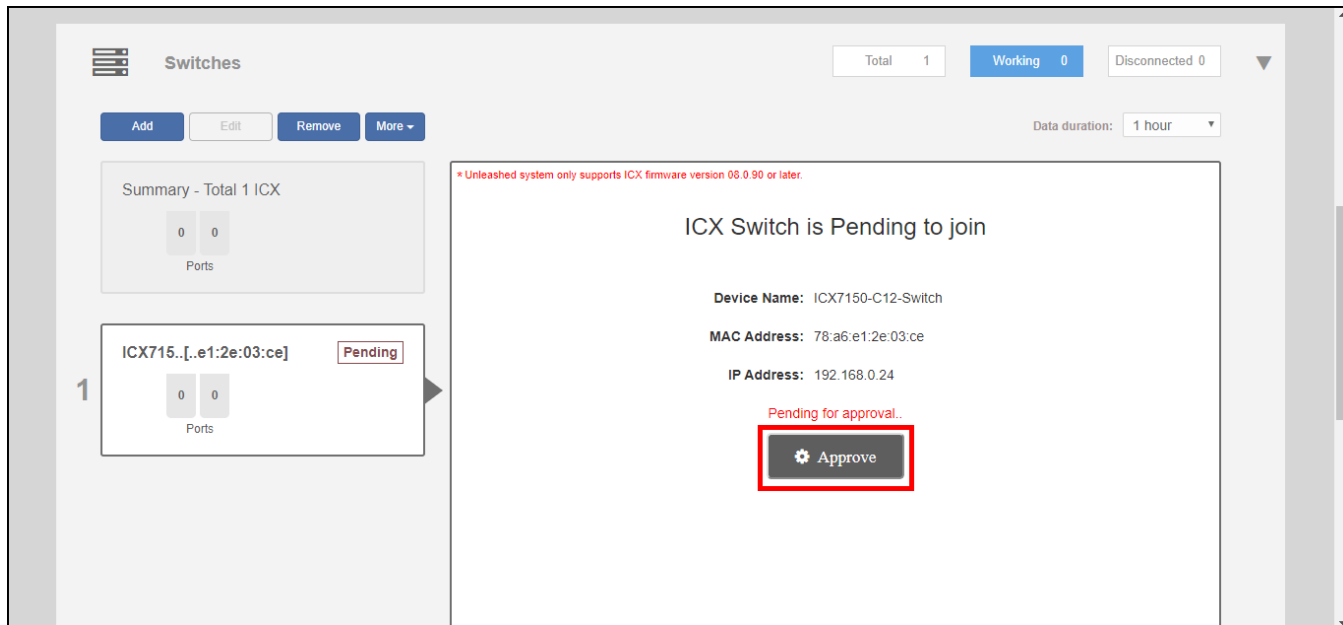 Switches
Total 1
Working 0
Disconnected 0
Add
Edit
Remove
More
Data duration: 1 hour
Summary - Total 1 ICX
0 0
Ports
1
ICX715..[..e1:2e:03:ce] Pending
0 0
Ports
* Unleashed system only supports ICX firmware version 08.0.90 or later.
ICX Switch is Pending to join
Device Name: ICX7150-C12-Switch
MAC Address: 78:a6:e1:2e:03:ce
IP Address: 192.168.0.24
Pending for approval..
Approve